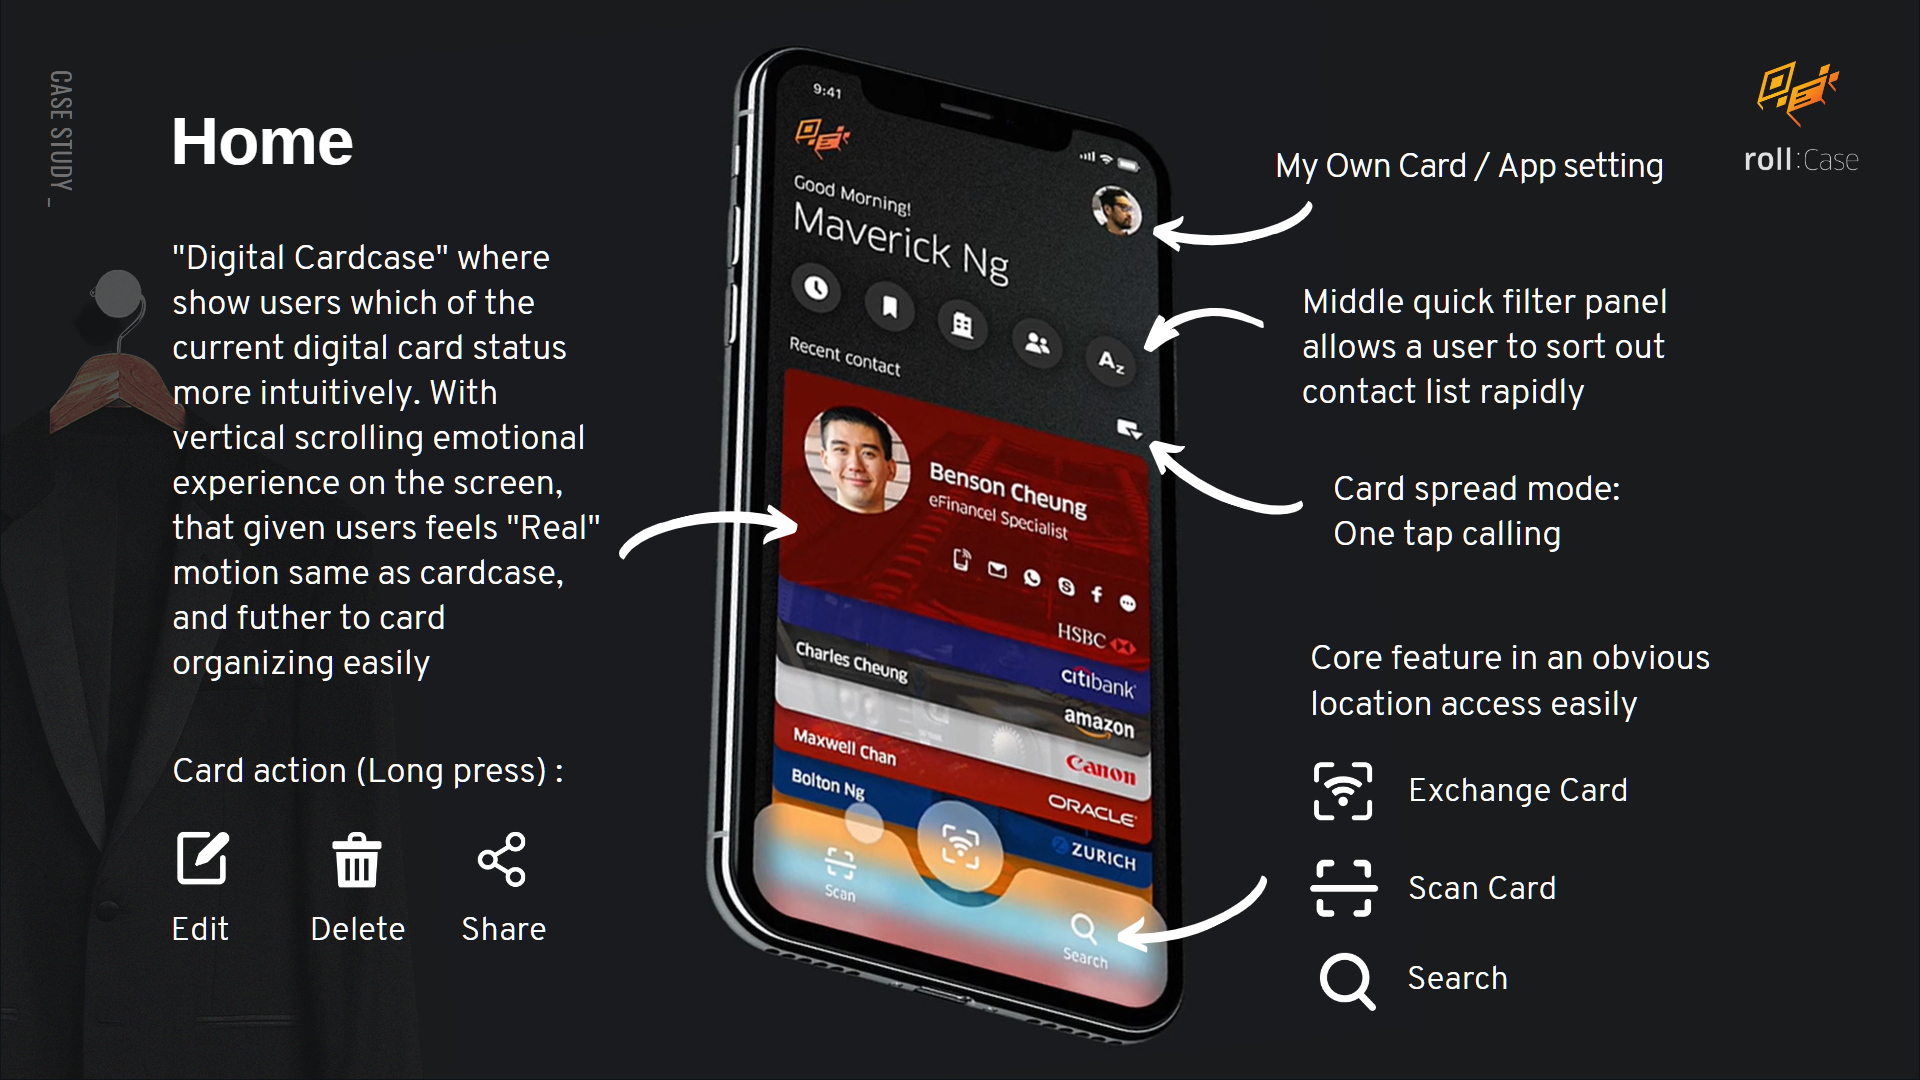 CASE STUDY _
Home
"Digital Cardcase" where
show users which of the
current digital card status
more intuitively. With
vertical scrolling emotional
experience on the screen,
that given users feels "Real"
motion same as cardcase,
and futher to card
organizing easily
Card action (Long press) :
Edit
Delete
Share
9:41
Good Morning!
Maverick Ng
Az
Recent contact
Benson Cheung
eFinancel Specialist
HSBC
citibank
Charles Cheung
amazon
Canon
Maxwell Chan
ORACLE
Bolton Ng
ZURICH
Scan
Search
roll:Case
My Own Card / App setting
Middle quick filter panel
allows a user to sort out
contact list rapidly
Card spread mode:
One tap calling
Core feature in an obvious
location access easily
Exchange Card
Scan Card
Search